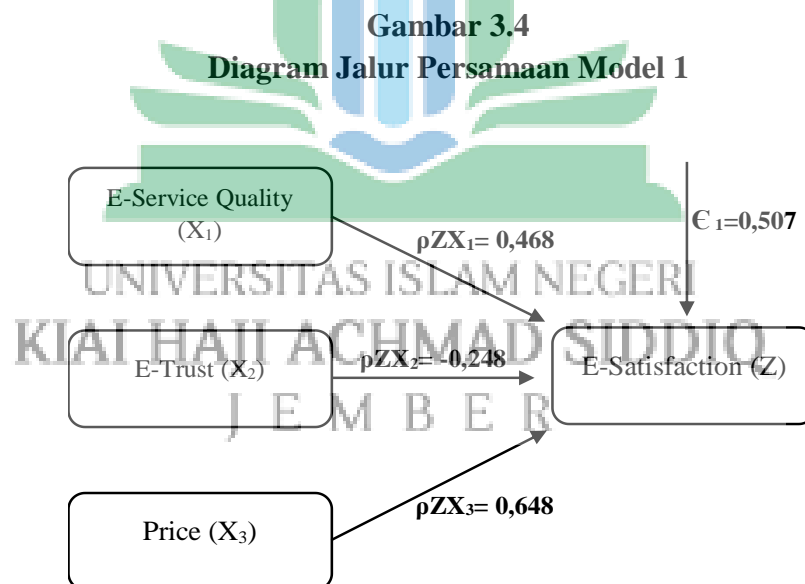 Gambar 3.4
Diagram Jalur Persamaan Model 1
E-Service Quality
(X₁)
Є ₁=0,507
ρZX₁= 0,468
UNIVERSITAS ISLAM NEGERI
KIAI HAJI ACHMAD SIDDIQ
E-Trust (X₂)
ρZX₂= -0,248
E-Satisfaction (Z)
J E M B E R
ρZX₃= 0,648
Price (X₃)